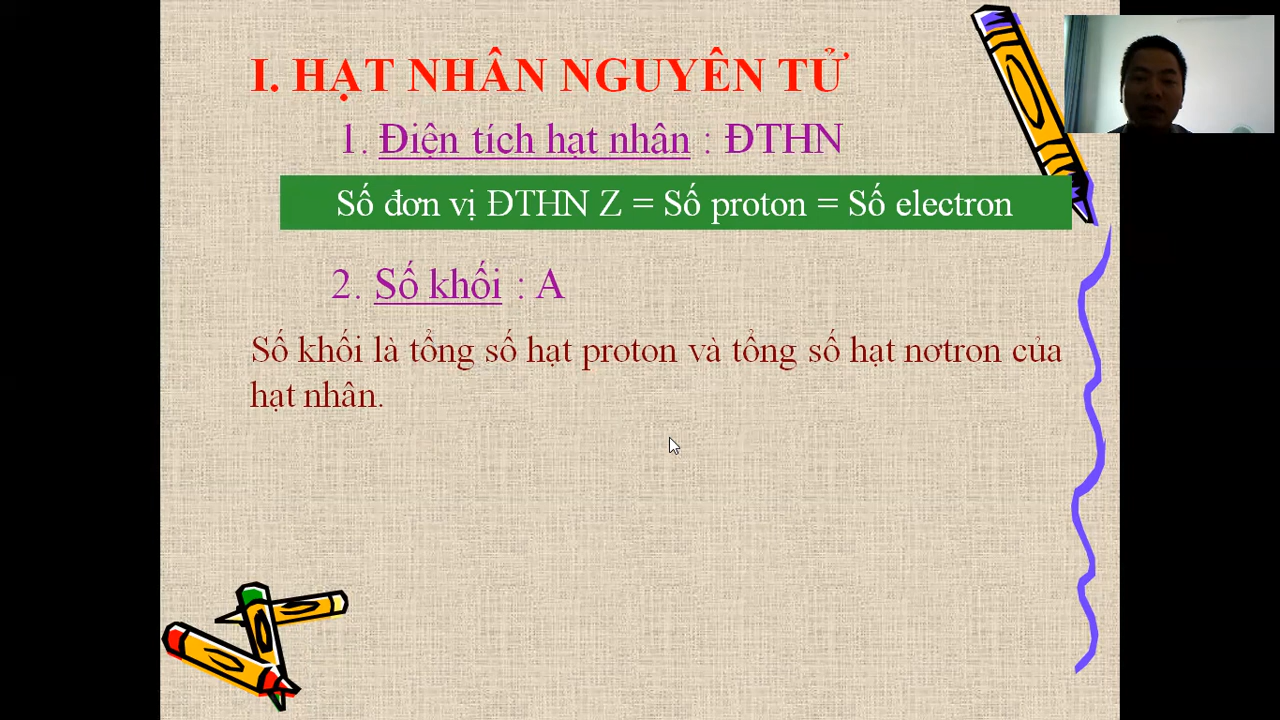 I. HẠT NHÂN NGUYÊN TỬ
1. Điện tích hạt nhân : ĐTHN
Số đơn vị ĐTHN Z = Số proton = Số electron
2. Số khối : A
Số khối là tổng số hạt proton và tổng số hạt nơtron của
hạt nhân.